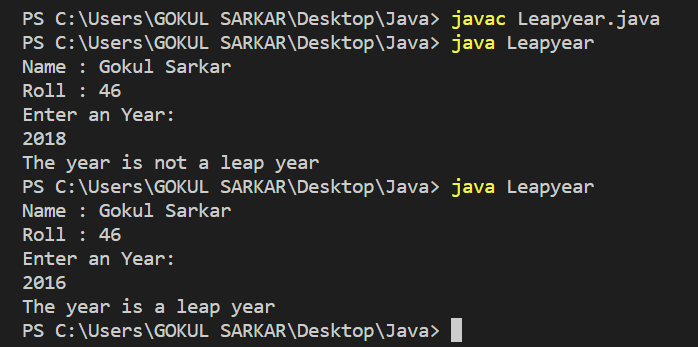 PS C:\Users\GOKUL SARKAR\Desktop\Java> javac Leapyear.java
PS C:\Users\GOKUL SARKAR\Desktop\Java> java Leapyear
Name : Gokul Sarkar
Roll : 46
Enter an Year:
2018
The year is not a leap year
PS C:\Users\GOKUL SARKAR\Desktop\Java> java Leapyear
Name : Gokul Sarkar
Roll : 46
Enter an Year:
2016
The year is a leap year
PS C:\Users\GOKUL SARKAR\Desktop\Java>